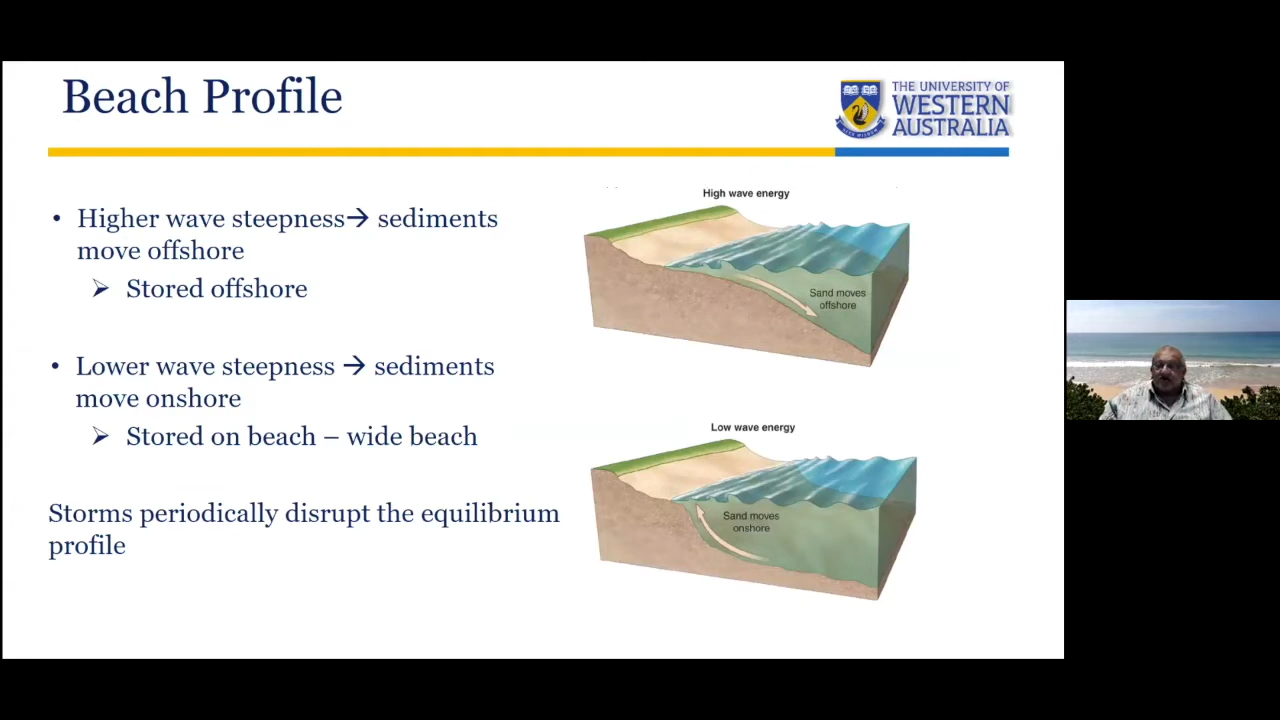 Beach Profile
THE UNIVERSITY OF
WESTERN
AUSTRALIA
• Higher wave steepness→ sediments
move offshore
➢ Stored offshore
• Lower wave steepness → sediments
move onshore
➢ Stored on beach – wide beach
Storms periodically disrupt the equilibrium
profile
High wave energy
Sand moves
offshore
Low wave energy
Sand moves
onshore